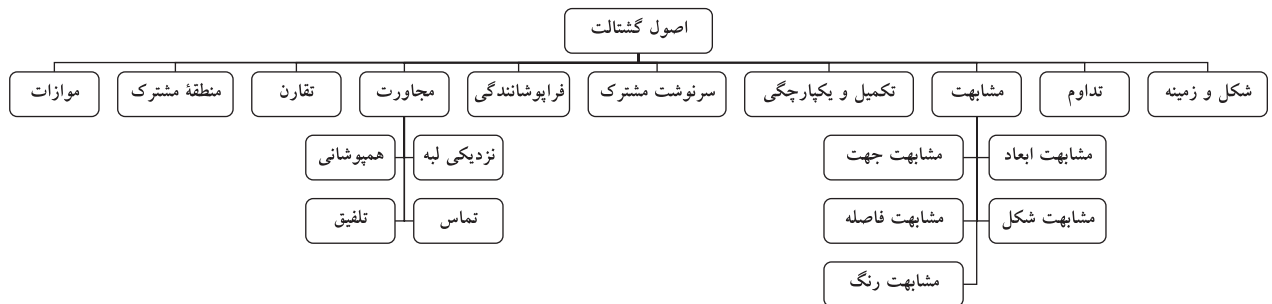 اصول گشتالت
شکل و زمینه
تداوم
مشابهت
تکمیل و یکپارچگی
سرنوشت مشترک
فراپوشانندگی
مجاورت
تقارن
منطقهٔ مشترک
موازات
مشابهت ابعاد
مشابهت جهت
نزدیکی لبه
همپوشانی
مشابهت شکل
مشابهت فاصله
تماس
تلفیق
مشابهت رنگ